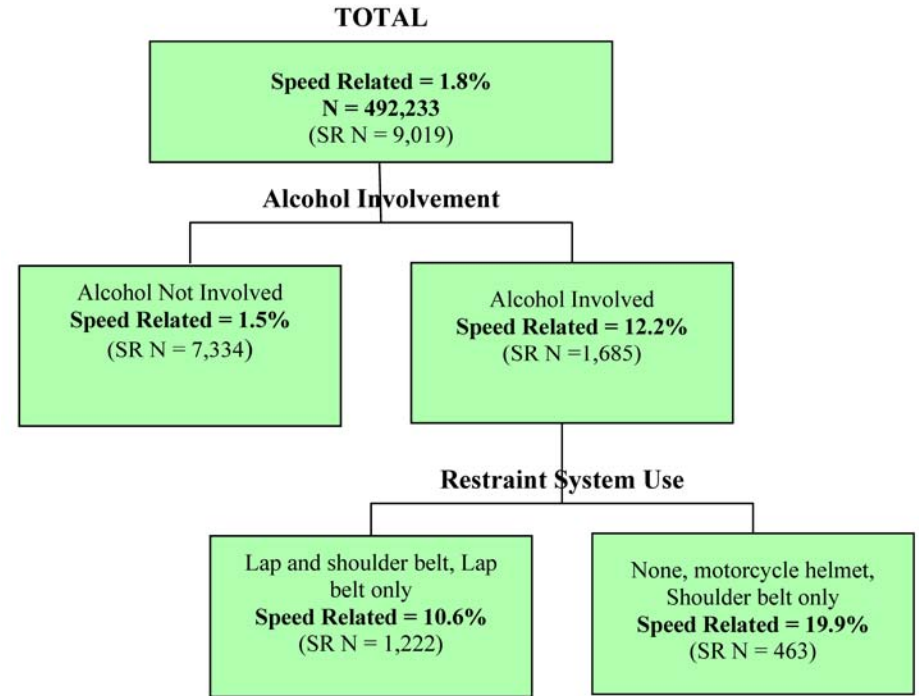 TOTAL
Speed Related = 1.8%
N = 492,233
(SR N = 9,019)
Alcohol Involvement
Alcohol Not Involved
Speed Related = 1.5%
(SR N = 7,334)
Alcohol Involved
Speed Related = 12.2%
(SR N =1,685)
Restraint System Use
Lap and shoulder belt, Lap
belt only
Speed Related = 10.6%
(SR N = 1,222)
None, motorcycle helmet,
Shoulder belt only
Speed Related = 19.9%
(SR N = 463)